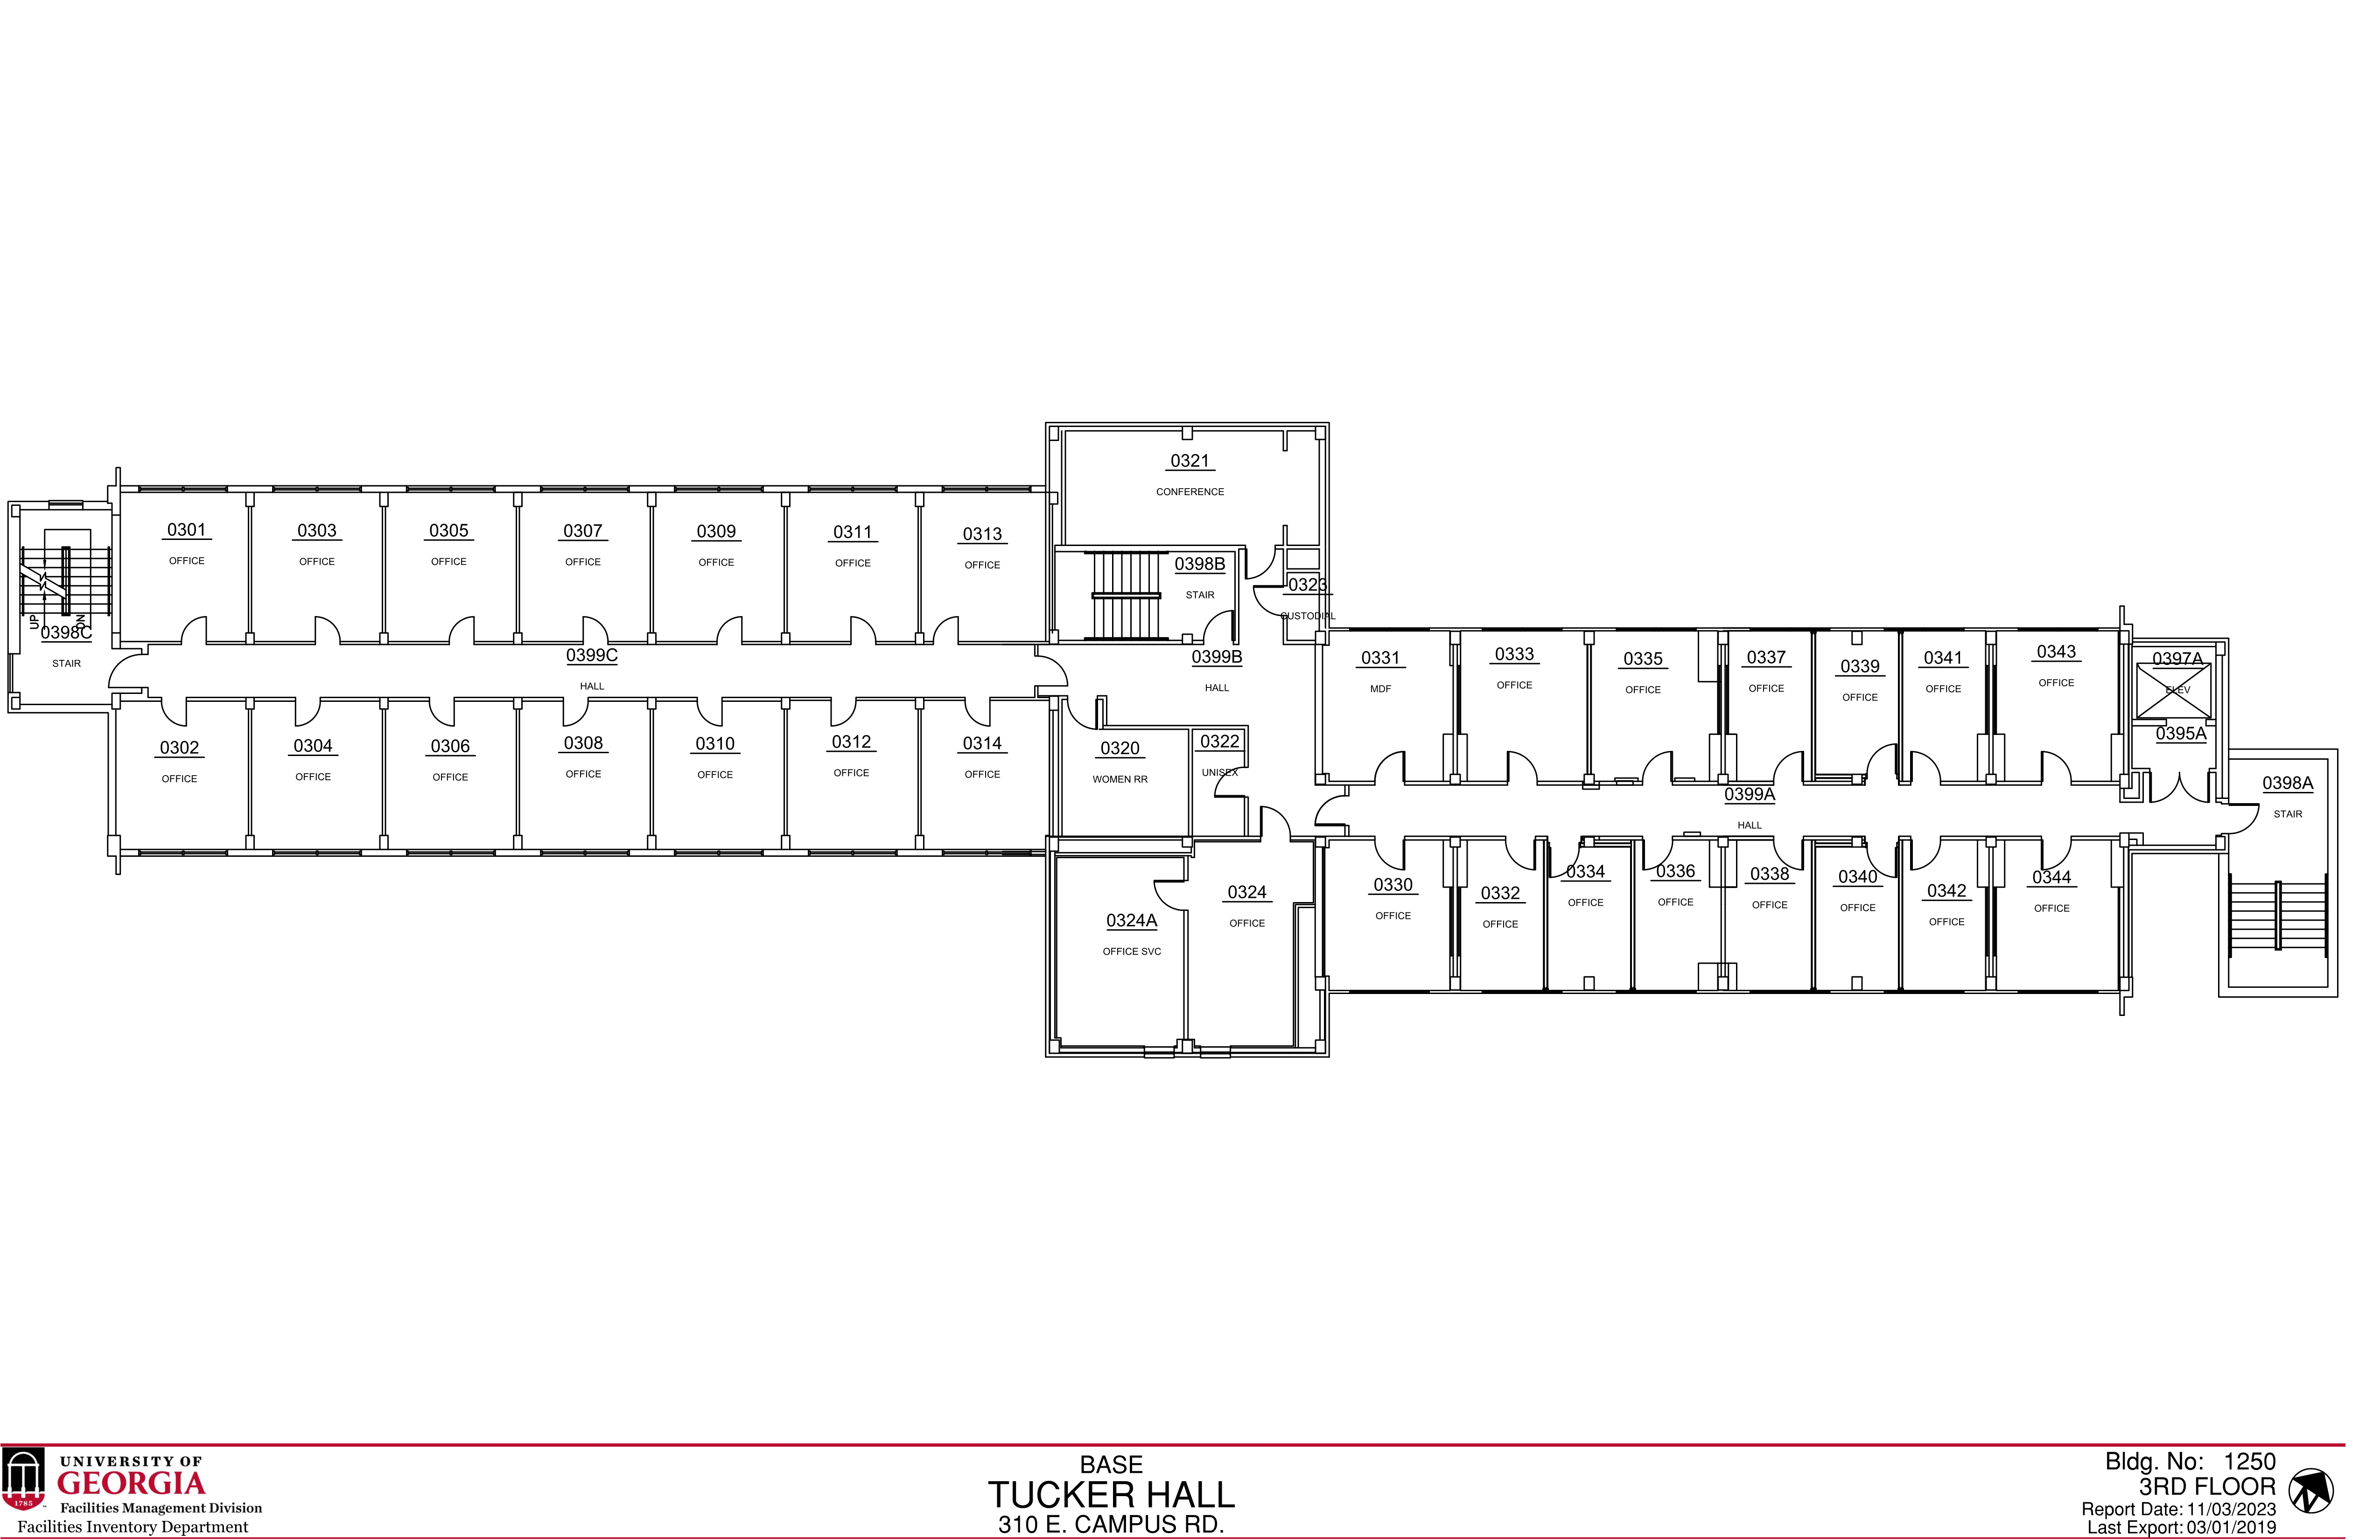 0321
CONFERENCE
0301
OFFICE
0303
OFFICE
0305
OFFICE
0307
OFFICE
0309
OFFICE
0311
OFFICE
0313
OFFICE
0398B
STAIR
0323
CUSTODIAL
UP
DN
0398C
STAIR
0399C
HALL
0399B
HALL
0331
MDF
0333
OFFICE
0335
OFFICE
0337
OFFICE
0339
OFFICE
0341
OFFICE
0343
OFFICE
0397A
ELEV
0395A
0302
OFFICE
0304
OFFICE
0306
OFFICE
0308
OFFICE
0310
OFFICE
0312
OFFICE
0314
OFFICE
0320
WOMEN RR
0322
UNISEX
0399A
HALL
0398A
STAIR
0324A
OFFICE SVC
0324
OFFICE
0330
OFFICE
0332
OFFICE
0334
OFFICE
0336
OFFICE
0338
OFFICE
0340
OFFICE
0342
OFFICE
0344
OFFICE
1785
UNIVERSITY OF
GEORGIA
Facilities Management Division
Facilities Inventory Department
BASE
TUCKER HALL
310 E. CAMPUS RD.
Bldg. No: 1250
3RD FLOOR
Report Date: 11/03/2023
Last Export: 03/01/2019